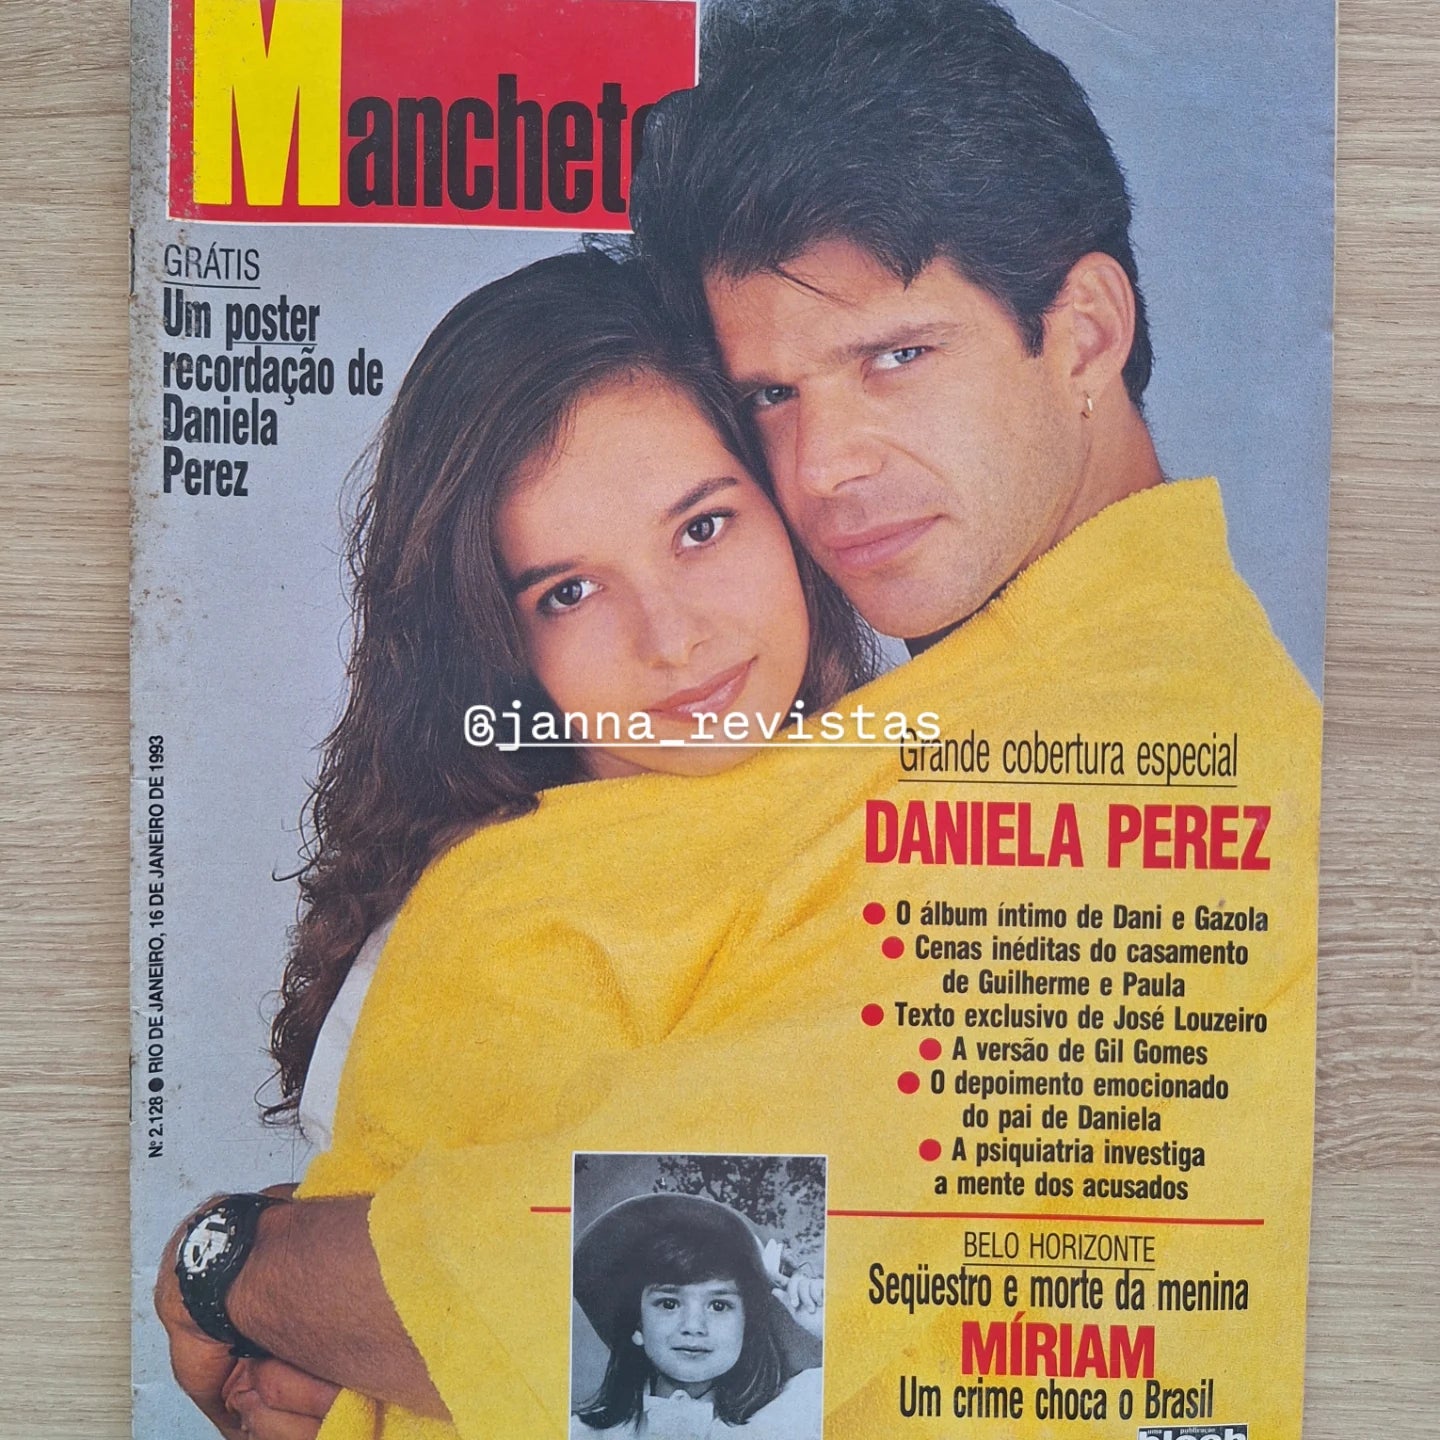 Manchete
GRÁTIS
Um poster
recordação de
Daniela
Perez
Nº 2.128 ● RIO DE JANEIRO, 16 DE JANEIRO DE 1993
@janna_revistas
Grande cobertura especial
DANIELA PEREZ
● O álbum íntimo de Dani e Gazola
● Cenas inéditas do casamento
de Guilherme e Paula
● Texto exclusivo de José Louzeiro
● A versão de Gil Gomes
● O depoimento emocionado
do pai de Daniela
● A psiquiatria investiga
a mente dos acusados
BELO HORIZONTE
Seqüestro e morte da menina
MÍRIAM
Um crime choca o Brasil
uma publicação
bloch